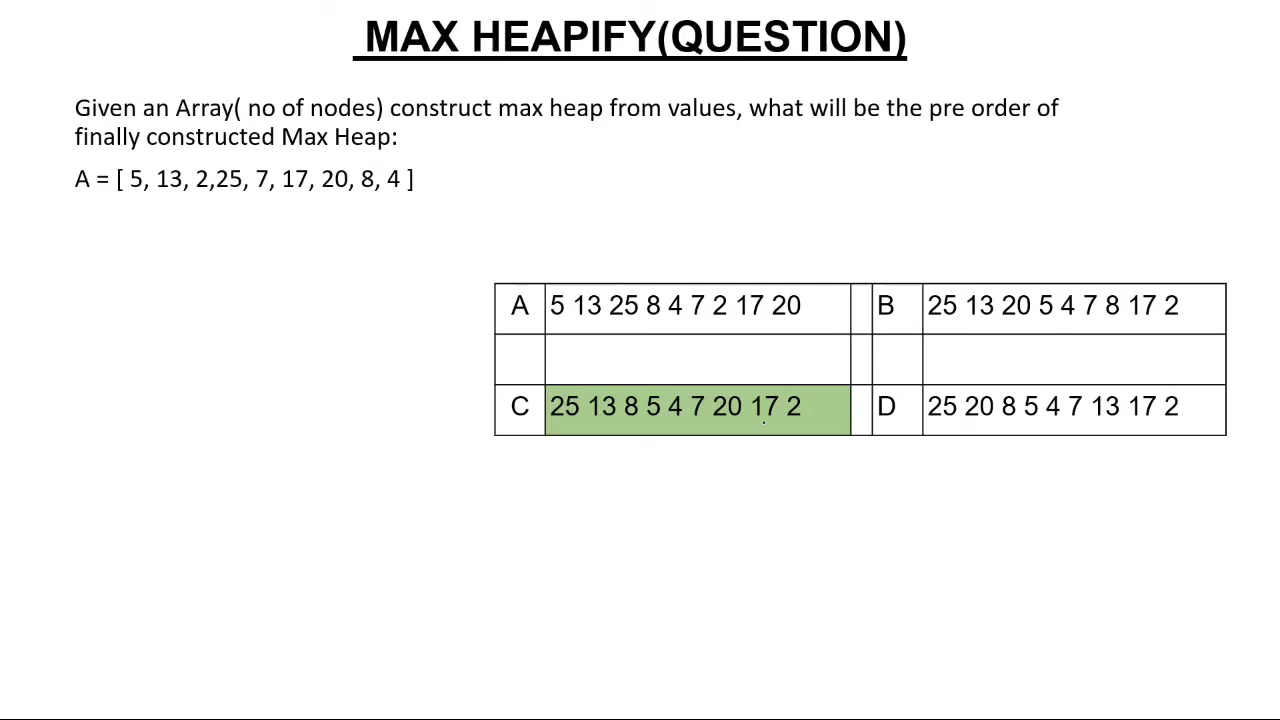 MAX HEAPIFY(QUESTION)
Given an Array( no of nodes) construct max heap from values, what will be the pre order of
finally constructed Max Heap:
A = [ 5, 13, 2,25, 7, 17, 20, 8, 4 ]
A 5 13 25 8 4 7 2 17 20 B 25 13 20 5 4 7 8 17 2
C 25 13 8 5 4 7 20 17 2 D 25 20 8 5 4 7 13 17 2